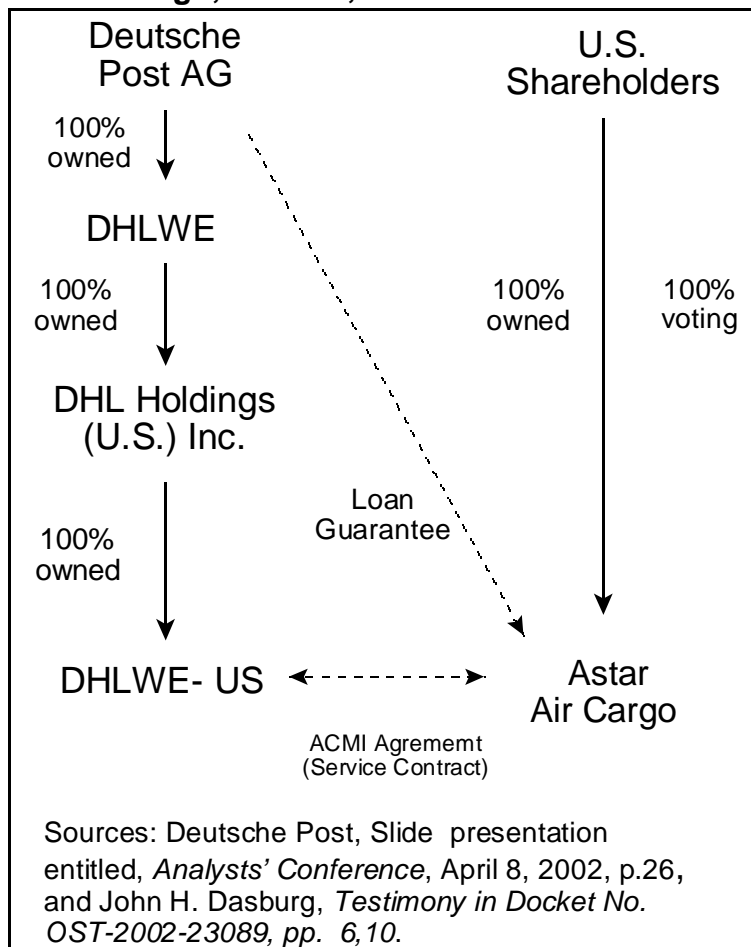 Deutsche
Post AG
U.S.
Shareholders
100%
owned
DHLWE
100%
owned
100%
owned
100%
voting
DHL Holdings
(U.S.) Inc.
Loan
Guarantee
100%
owned
DHLWE- US
Astar
Air Cargo
ACMI Agrememt
(Service Contract)
Sources: Deutsche Post, Slide presentation
entitled, Analysts’ Conference, April 8, 2002, p.26,
and John H. Dasburg, Testimony in Docket No.
OST-2002-23089, pp. 6,10.